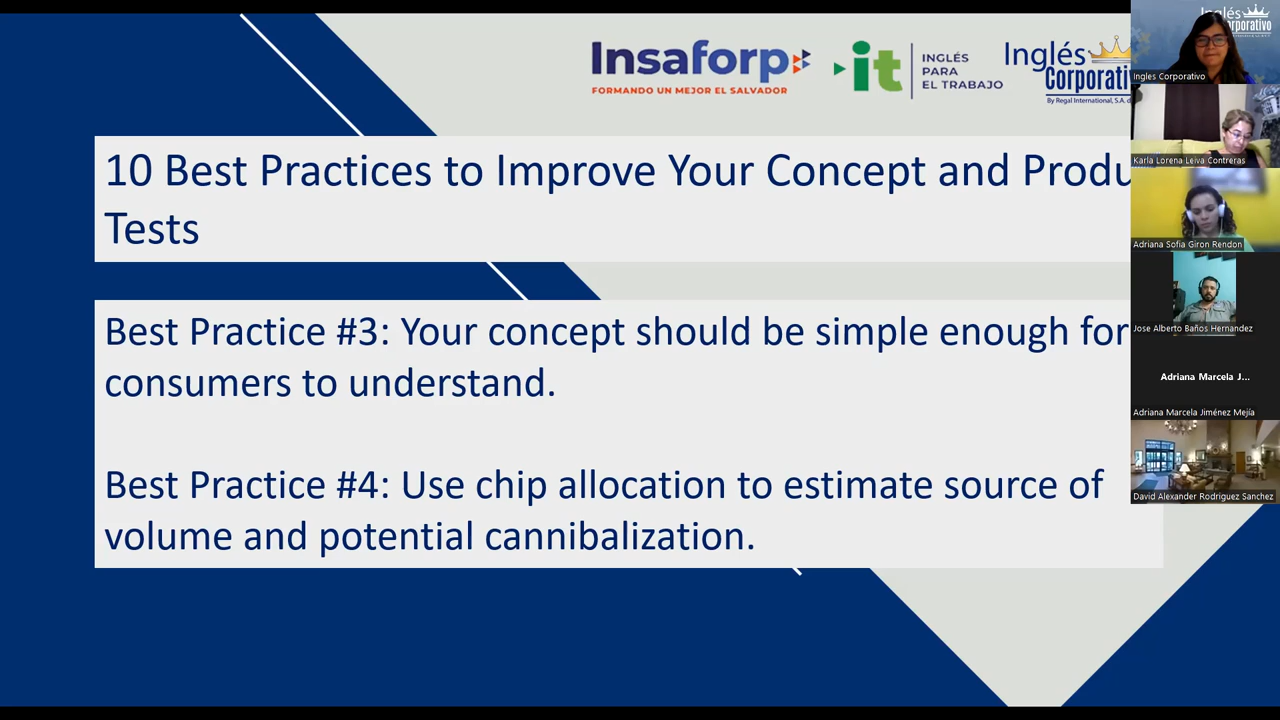 Insaforp
FORMANDO UN MEJOR EL SALVADOR
it
INGLÉS
PARA
EL TRABAJO
Inglés
Corporati
By Regal International, S.A. d
10 Best Practices to Improve Your Concept and Produ
Tests
Best Practice #3: Your concept should be simple enough for
consumers to understand.
Best Practice #4: Use chip allocation to estimate source of
volume and potential cannibalization.
Inglés
Corporativo
Ingles Corporativo
Karla Lorena Leiva Contreras
Adriana Sofia Giron Rendon
Jose Alberto Baños Hernandez
Adriana Marcela J...
Adriana Marcela Jiménez Mejía
David Alexander Rodriguez Sanchez